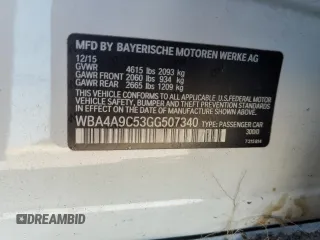 MFD BY BAYERISCHE MOTOREN WERKE AG
12/15
GVWR 4615 lbs 2093 kg
GAWR FRONT 2060 lbs 934 kg
GAWR REAR 2665 lbs 1209 kg
THIS VEHICLE CONFORMS TO ALL APPLICABLE U.S. FEDERAL
MOTOR VEHICLE SAFETY, BUMPER, AND THEFT PREVENTION STANDARDS
IN EFFECT ON THE DATE OF MANUFACTURE SHOWN ABOVE.
WBA4A9C53GG507340 TYPE: PASSENGER CAR
DREAMBID
DREAMBID.COM